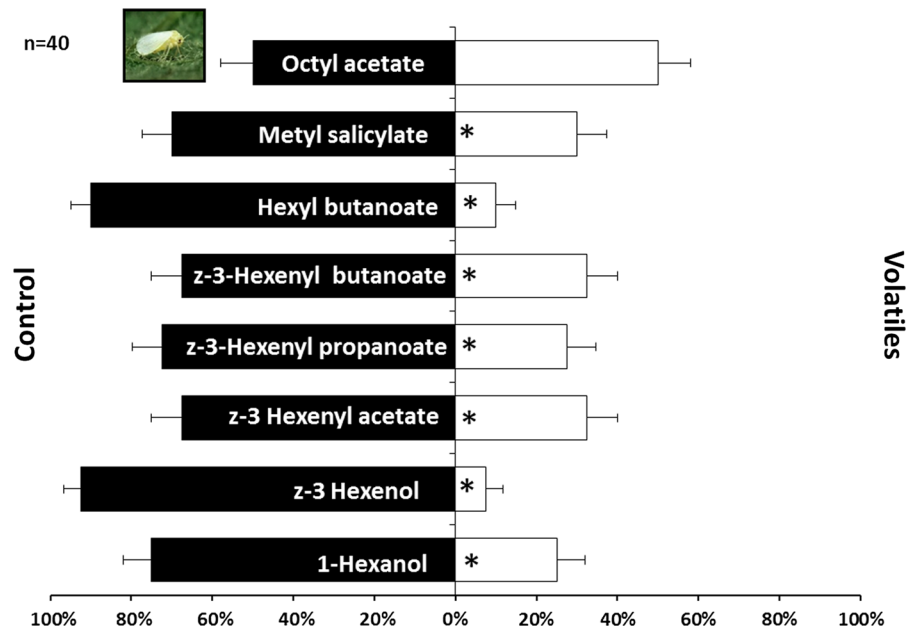 n=40
Octyl acetate
Metyl salicylate *
Hexyl butanoate *
z-3-Hexenyl butanoate *
z-3-Hexenyl propanoate *
z-3 Hexenyl acetate *
z-3 Hexenol *
1-Hexanol *
Control
Volatiles
100% 80% 60% 40% 20% 0% 20% 40% 60% 80% 100%